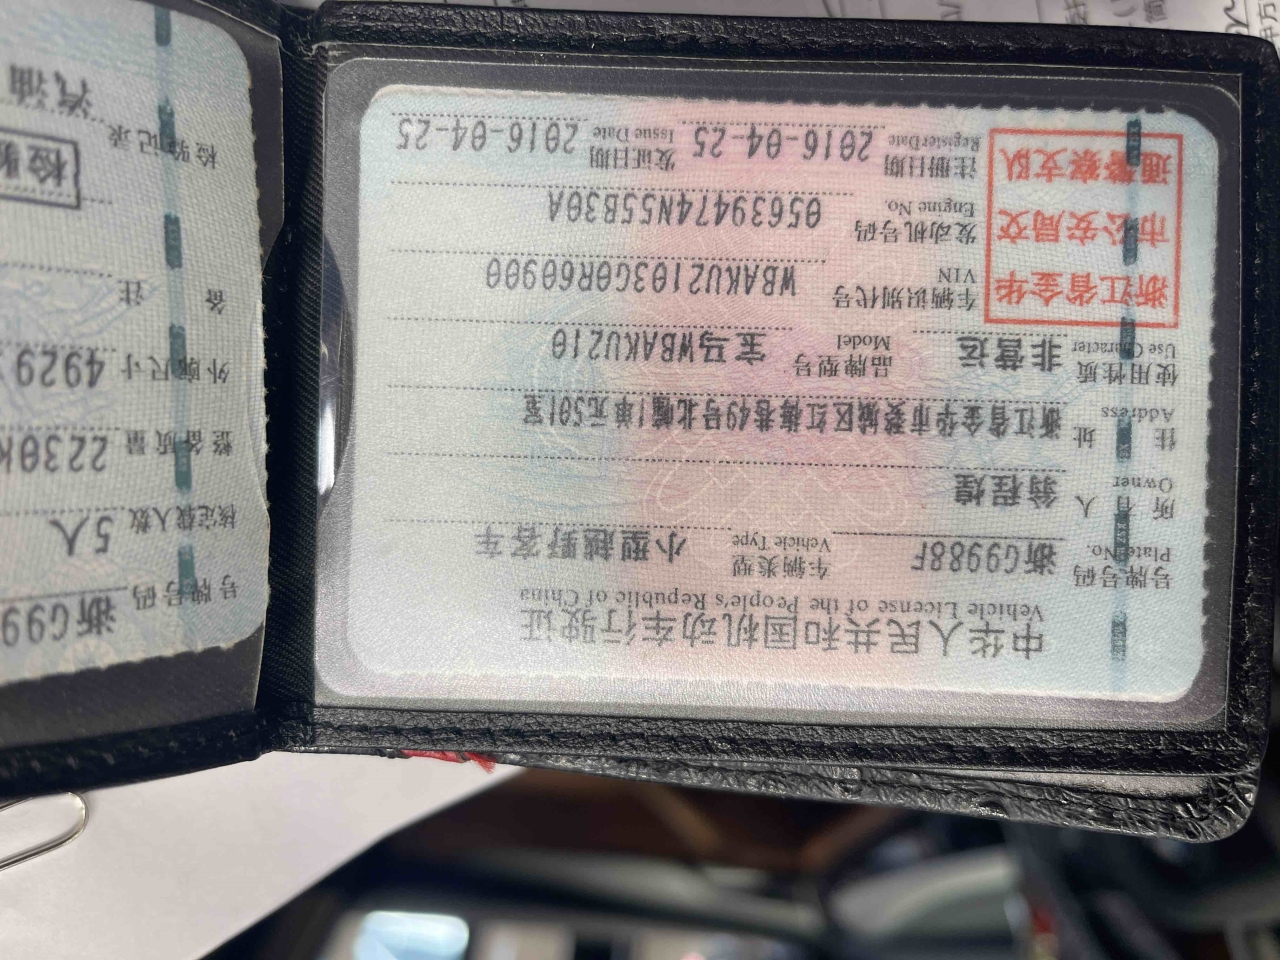 中华人民共和国机动车行驶证
Vehicle License of the People's Republic of China
号牌号码 浙G9988F 车辆类型 小型越野客车
Plate No. Vehicle Type
所有人 翁程煌
Owner
住址 浙江省金华市婺城区红梅巷49号北幢1单元501室
Address
使用性质 非营运 品牌型号 宝马WBAKU210
Use Character Model
浙江省金华
市公安局交
通警察支队
车辆识别代号 WBAKU2103G0R60900
VIN
发动机号码 05639474N55B30A
Engine No.
注册日期 2016-04-25 发证日期 2016-04-25
Register Date Issue Date
号牌号码 浙G99
核定载人数 5人
整备质量 2230k
外廓尺寸 4929
备注
检验记录
检验
汽油